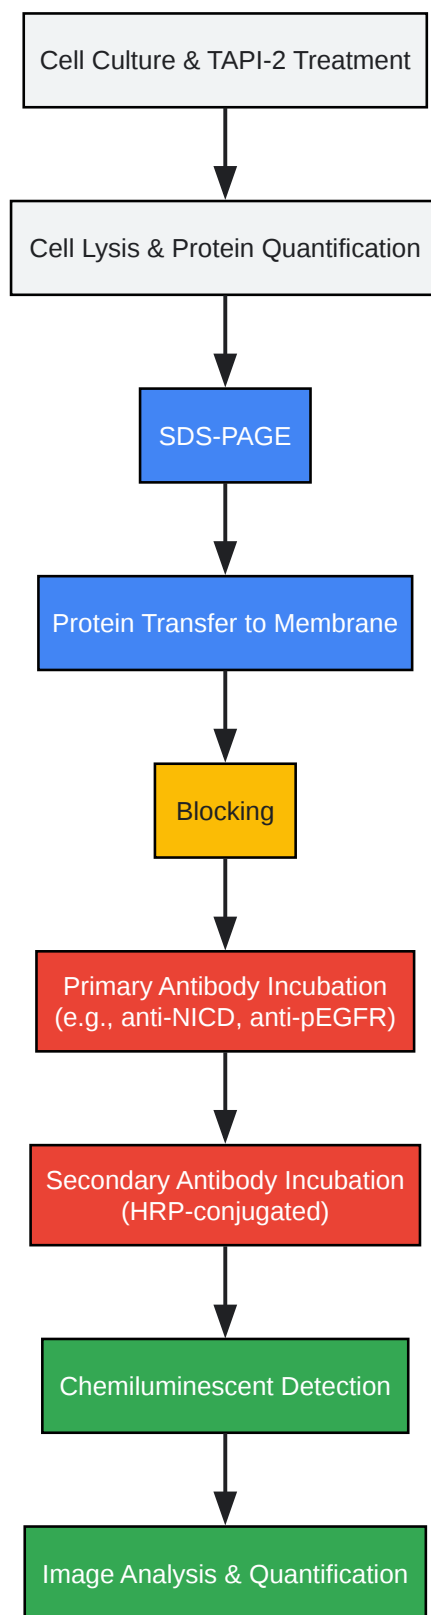 Cell Culture & TAPI-2 Treatment
Cell Lysis & Protein Quantification
SDS-PAGE
Protein Transfer to Membrane
Blocking
Primary Antibody Incubation
(e.g., anti-NICD, anti-pEGFR)
Secondary Antibody Incubation
(HRP-conjugated)
Chemiluminescent Detection
Image Analysis & Quantification